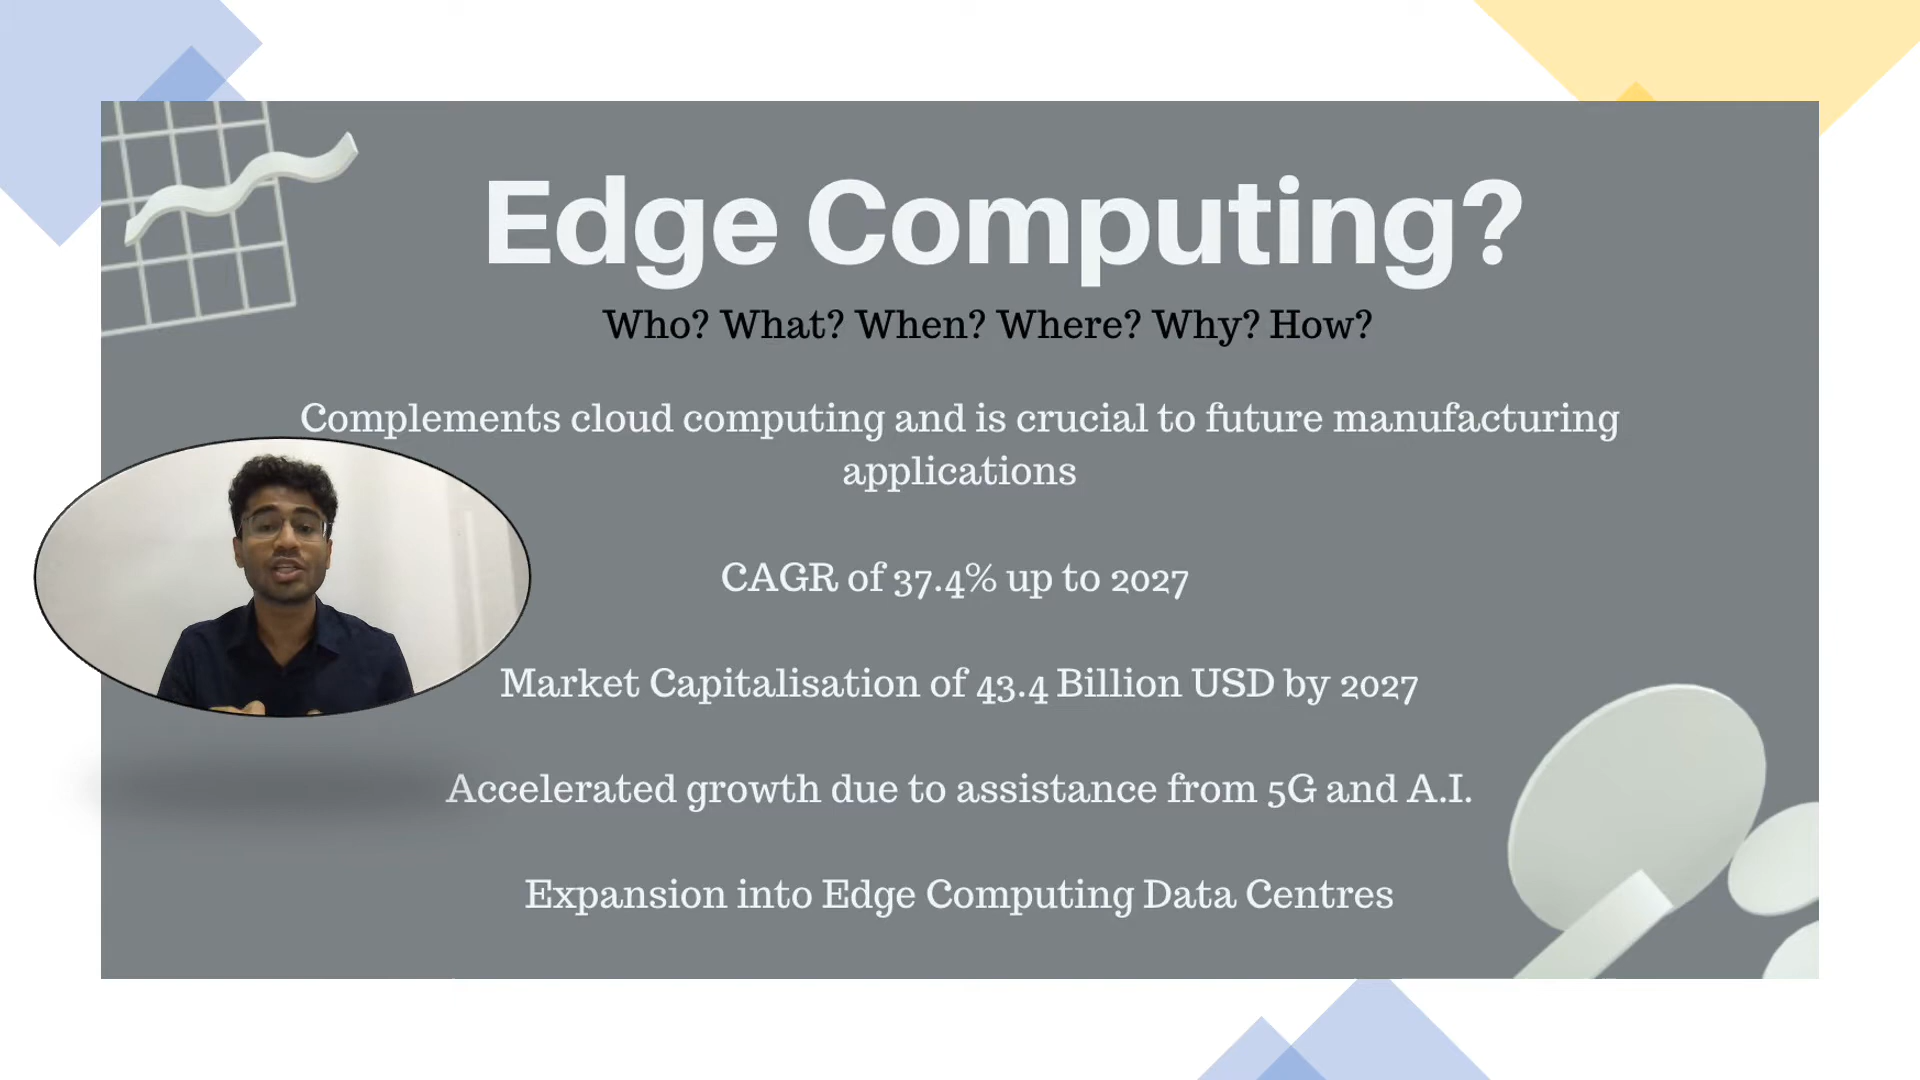 Edge Computing?
Who? What? When? Where? Why? How?
Complements cloud computing and is crucial to future manufacturing
applications
CAGR of 37.4% up to 2027
Market Capitalisation of 43.4 Billion USD by 2027
Accelerated growth due to assistance from 5G and A.I.
Expansion into Edge Computing Data Centres